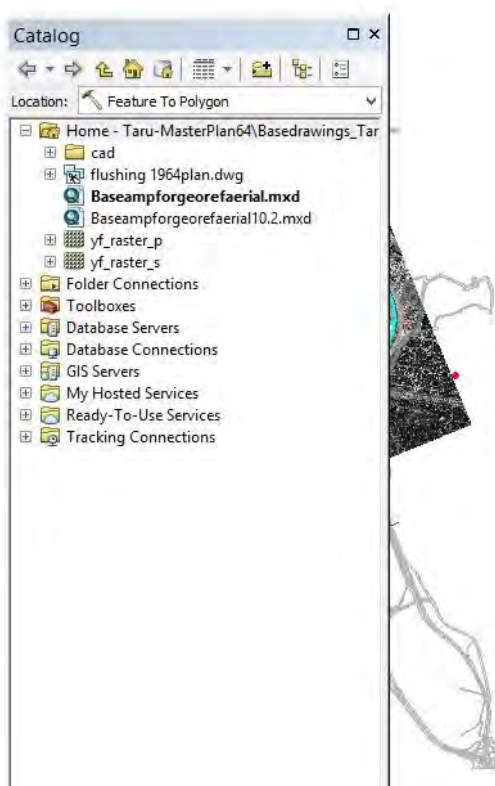 Catalog
Location: Feature To Polygon
Home - Taru-MasterPlan64\Basedrawings_Tar
cad
flushing 1964plan.dwg
Baseampforgeorefaerial.mxd
Baseampforgeorefaerial10.2.mxd
yf_raster_p
yf_raster_s
Folder Connections
Toolboxes
Database Servers
Database Connections
GIS Servers
My Hosted Services
Ready-To-Use Services
Tracking Connections